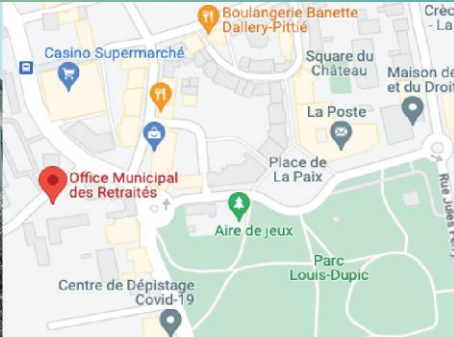 Boulangerie Banette
Dallery-Pittié
Crèc
- La
Casino Supermarché
Square du
Château
Maison de
et du Droit
La Poste
Place de
La Paix
Office Municipal
des Retraités
Aire de jeux
Rue Jules Ferry
Parc
Louis-Dupic
Centre de Dépistage
Covid-19